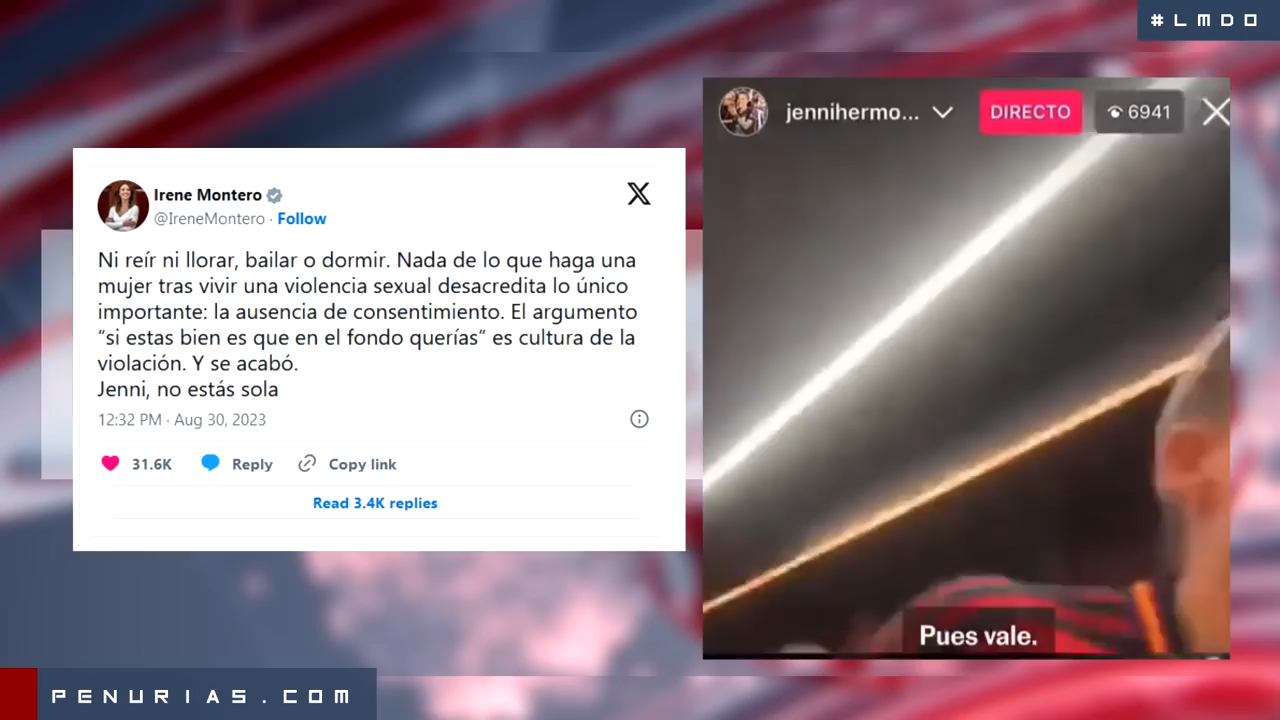 #LMDO
jennihermo...
DIRECTO
6941
Irene Montero
@IreneMontero · Follow
Ni reír ni llorar, bailar o dormir. Nada de lo que haga una
mujer tras vivir una violencia sexual desacredita lo único
importante: la ausencia de consentimiento. El argumento
“si estas bien es que en el fondo querías” es cultura de la
violación. Y se acabó.
Jenni, no estás sola
12:32 PM · Aug 30, 2023
31.6K Reply Copy link
Read 3.4K replies
Pues vale.
PENURIAS.COM